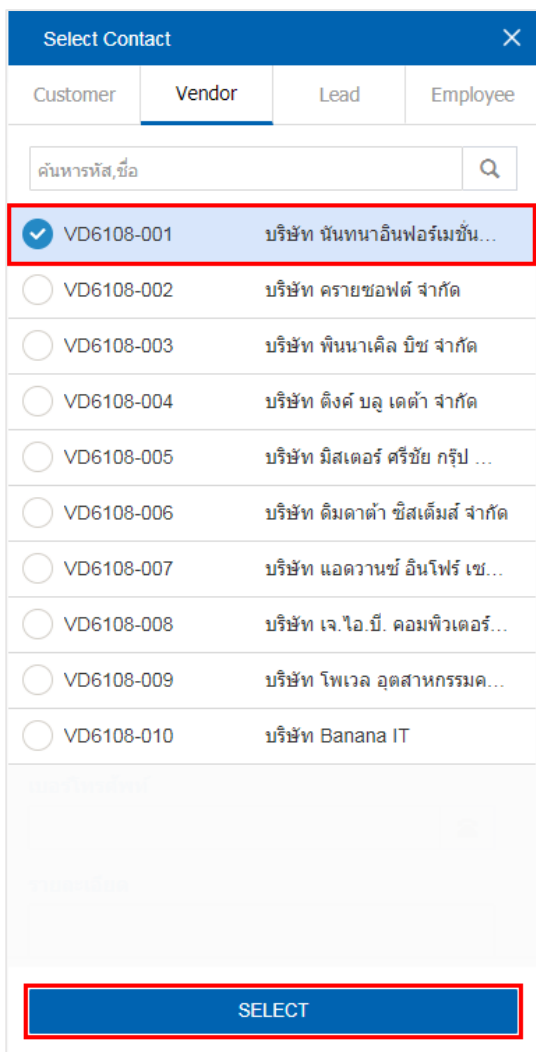 Select Contact
Customer Vendor Lead Employee
ค้นหารหัส,ชื่อ
VD6108-001 บริษัท นันทนาอินฟอร์เมชั่น...
VD6108-002 บริษัท ครายซอฟต์ จำกัด
VD6108-003 บริษัท พินนาเคิล บิซ จำกัด
VD6108-004 บริษัท ติงค์ บลู เดต้า จำกัด
VD6108-005 บริษัท มิสเตอร์ ศรีชัย กรุ๊ป ...
VD6108-006 บริษัท ดิมดาต้า ซิสเต็มส์ จำกัด
VD6108-007 บริษัท แอดวานซ์ อินโฟร์ เซ...
VD6108-008 บริษัท เจ.ไอ.บี. คอมพิวเตอร์...
VD6108-009 บริษัท โพเวล อุตสาหกรรมค...
VD6108-010 บริษัท Banana IT
SELECT